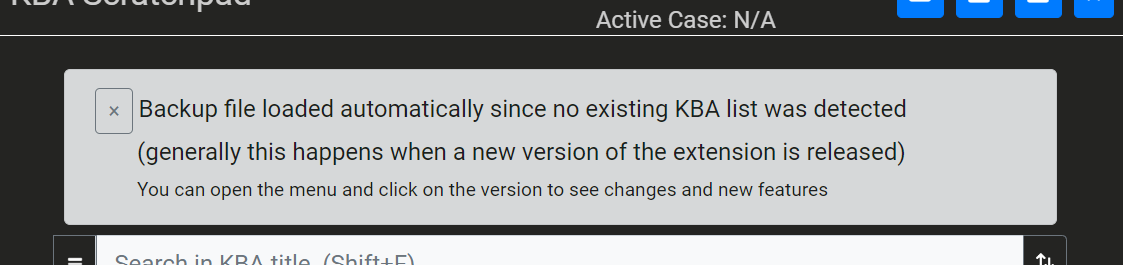 KBA Scratchpad
Active Case: N/A
× Backup file loaded automatically since no existing KBA list was detected
(generally this happens when a new version of the extension is released)
You can open the menu and click on the version to see changes and new features
Search in KBA title (Shift+F)